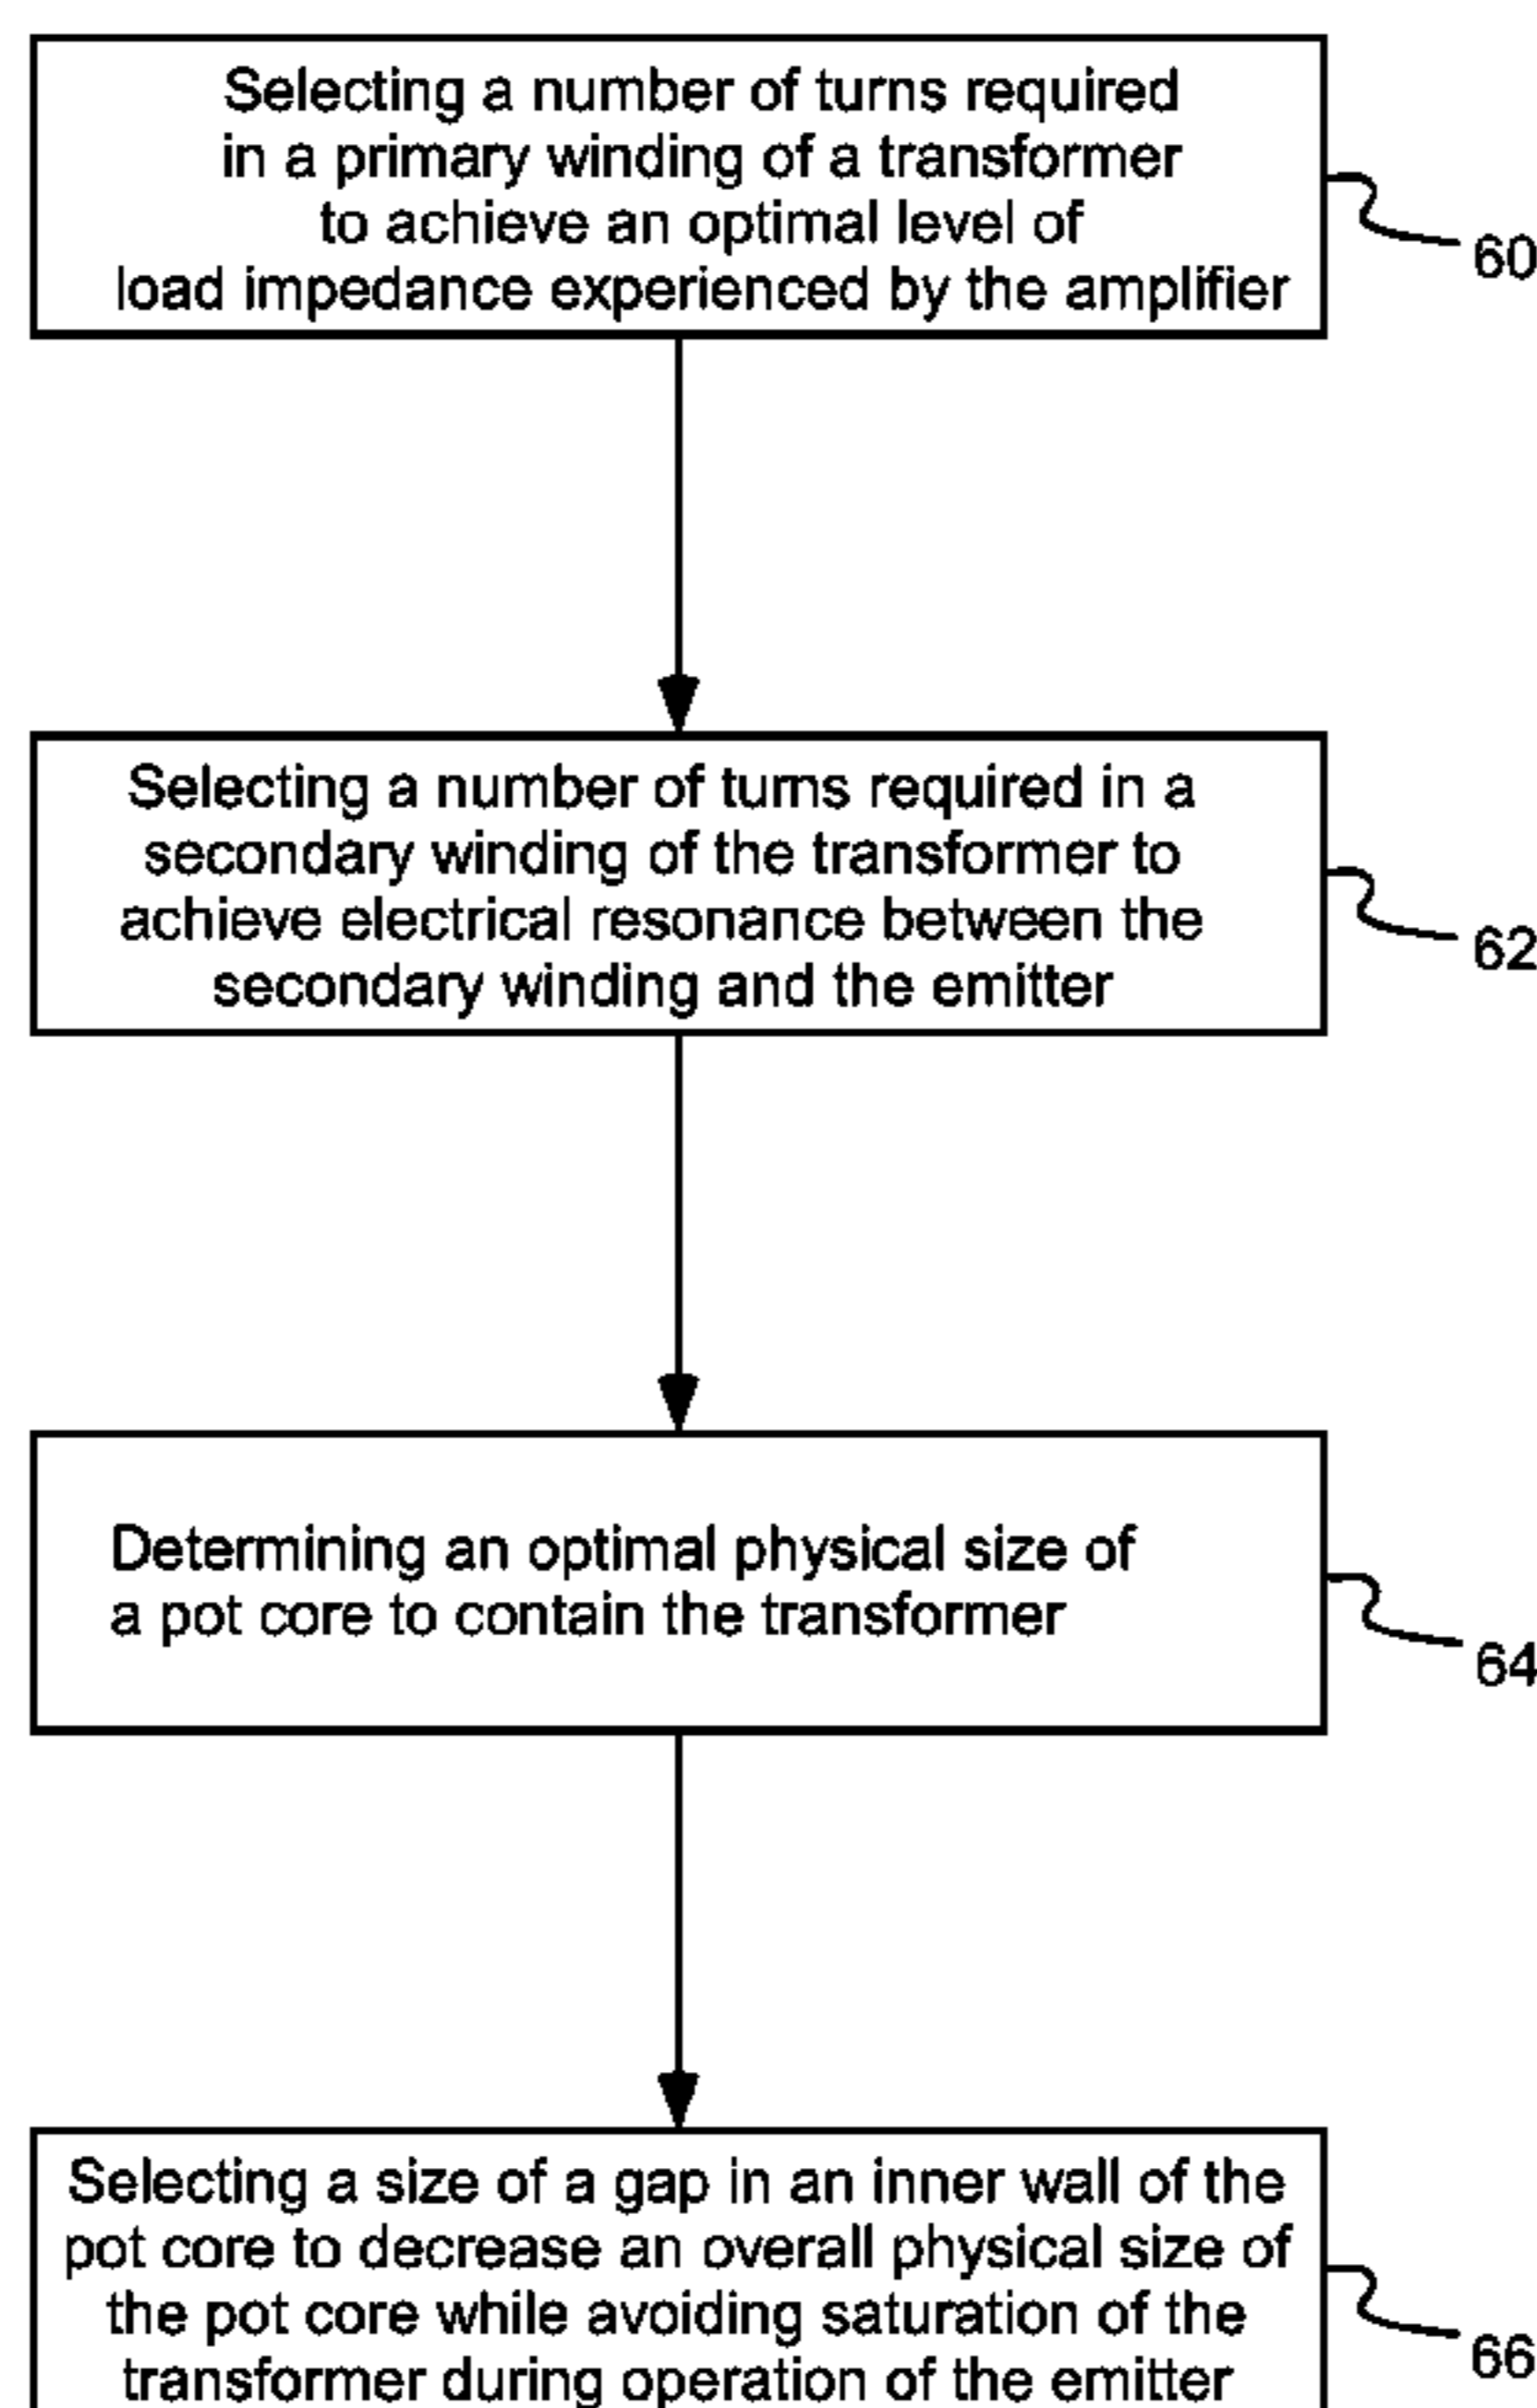 Selecting a number of turns required
in a primary winding of a transformer
to achieve an optimal level of
load impedance experienced by the amplifier
60
Selecting a number of turns required in a
secondary winding of the transformer to
achieve electrical resonance between the
secondary winding and the emitter
62
Determining an optimal physical size of
a pot core to contain the transformer
64
Selecting a size of a gap in an inner wall of the
pot core to decrease an overall physical size of
the pot core while avoiding saturation of the
transformer during operation of the emitter
66